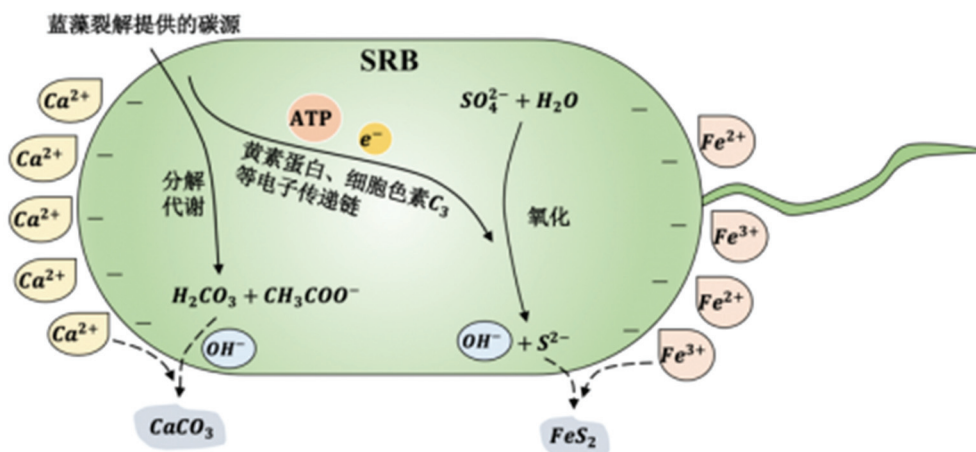 蓝藻裂解提供的碳源
SRB
Ca²⁺
Ca²⁺
Ca²⁺
Ca²⁺
Ca²⁺
ATP
e⁻
SO₄²⁻ + H₂O
黄素蛋白、细胞色素C₃
等电子传递链
分解
代谢
氧化
H₂CO₃ + CH₃COO⁻
OH⁻
OH⁻ + S²⁻
Fe²⁺
Fe³⁺
Fe²⁺
Fe³⁺
CaCO₃
FeS₂